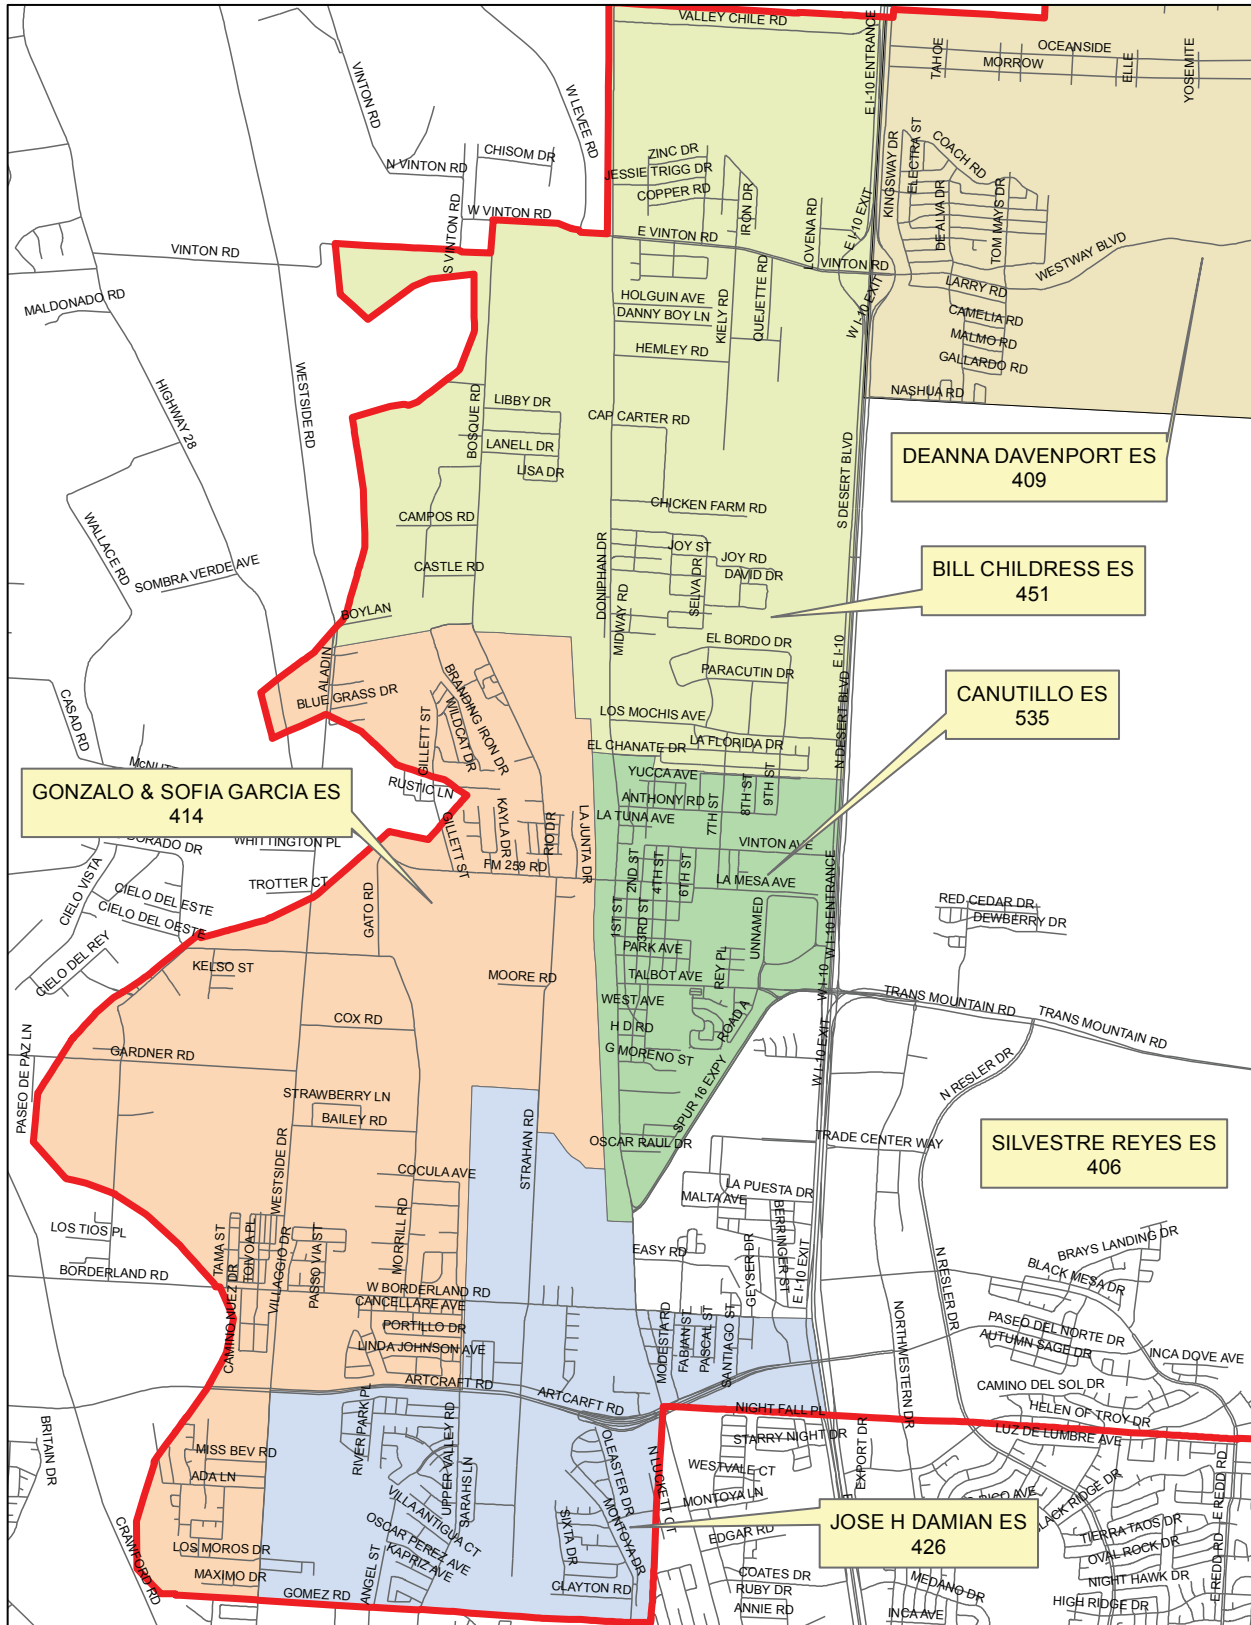 VALLEY CHILE RD
E I-10 ENTRANCE
OCEANSIDE
MORROW
TAHOE
ELLE
YOSEMITE
VINTON RD
W LEVEE RD
N VINTON RD
CHISOM DR
S VINTON RD
W VINTON RD
VINTON RD
MALDONADO RD
ZINC DR
JESSIE TRIGG DR
COPPER RD
IRON DR
E VINTON RD
LOVENA RD
E I-10 EXIT
VINTON RD
KINGSWAY DR
ELECTRA ST
COACH RD
DE ALVA DR
TOM MAYS DR
WESTWAY BLVD
LARRY RD
CAMELIA RD
MALMO RD
GALLARDO RD
NASHUA RD
W I-10 EXIT
HOLGUIN AVE
DANNY BOY LN
KIELY RD
QUEJETTE RD
HEMLEY RD
HIGHWAY 28
WESTSIDE RD
BOSQUE RD
LIBBY DR
LANELL DR
LISA DR
CAP CARTER RD
CHICKEN FARM RD
S DESERT BLVD
DEANNA DAVENPORT ES
409
WALLACE RD
SOMBRA VERDE AVE
CAMPOS RD
CASTLE RD
BOYLAN
DONIPHAN DR
MIDWAY RD
JOY ST
JOY RD
DAVID DR
SELVA DR
BILL CHILDRESS ES
451
EL BORDO DR
PARACUTIN DR
E I-10
N DESERT BLVD
CANUTILLO ES
535
ALADIN
BLUE GRASS DR
CASAD RD
BRANDING IRON DR
WILDCAT DR
GILLETT ST
RUSTIC LN
LOS MOCHIS AVE
EL CHANATE DR
LA FLORIDA DR
YUCCA AVE
ANTHONY RD
LA TUNA AVE
7TH ST
8TH ST
9TH ST
VINTON AVE
LA MESA AVE
GONZALO & SOFIA GARCIA ES
414
WHITTINGTON PL
TROTTER CT
CIELO VISTA
CIELO DEL ESTE
CIELO DEL OESTE
CIELO DEL REY
GILLETT ST
KAYLA DR
RIO DR
LA JUNTA DR
FM 259 RD
GATO RD
1ST ST
2ND ST
3RD ST
4TH ST
6TH ST
PARK AVE
UNNAMED
TALBOT AVE
REY PL
WEST AVE
H D RD
G MORENO ST
ROAD A
SPUR 16 EXPY
OSCAR RAUL DR
W I-10 ENTRANCE
W I-10
W I-10 EXIT
RED CEDAR DR
DEWBERRY DR
TRANS MOUNTAIN RD
TRANS MOUNTAIN RD
N RESLER DR
KELSO ST
MOORE RD
COX RD
GARDNER RD
PASEO DE PAZ LN
STRAWBERRY LN
BAILEY RD
STRAHAN RD
COCULA AVE
WESTSIDE DR
MORRILL RD
LOS TIOS PL
BORDERLAND RD
TAMA ST
TOIVOA PL
VILLAGGIO DR
PASO VIA ST
CAMINO NUEZ DR
W BORDERLAND RD
CANCELLARE AVE
PORTILLO DR
LINDA JOHNSON AVE
ARTCRAFT RD
ARTCARFT RD
TRADE CENTER WAY
SILVESTRE REYES ES
406
LA PUESTA DR
MALTA AVE
BERRINGER ST
EASY RD
GEYSER DR
E I-10 EXIT
MODESTA RD
FABIAN ST
PASCAL ST
SANTIAGO ST
N RESLER DR
NORTHWESTERN DR
BRAYS LANDING DR
BLACK MESA DR
PASEO DEL NORTE DR
AUTUMN SAGE DR
INCA DOVE AVE
CAMINO DEL SOL DR
HELEN OF TROY DR
LUZ DE LUMBRE AVE
NIGHT FALL PL
STARRY NIGHT DR
EXPORT DR
BRITAIN DR
RIVER PARK PL
MISS BEV RD
ADA LN
UPPER VALLEY RD
SARAHS LN
VILLA ANTIGUA CT
OSCAR PEREZ AVE
KAPRIZ AVE
ANGEL ST
OLEASTER DR
MONTOYA DR
N LUCKETT CT
SIXTA DR
CLAYTON RD
WESTVALE CT
MONTOYA LN
EDGAR RD
COATES DR
RUBY DR
ANNIE RD
JOSE H DAMIAN ES
426
BLACK RIDGE DR
TIERRA TAOS DR
OVAL ROCK DR
NIGHT HAWK DR
HIGH RIDGE DR
E REDD RD
E REDD RD
MEDANO DR
INCA AVE
CRAWFORD RD
LOS MOROS DR
MAXIMO DR
GOMEZ RD